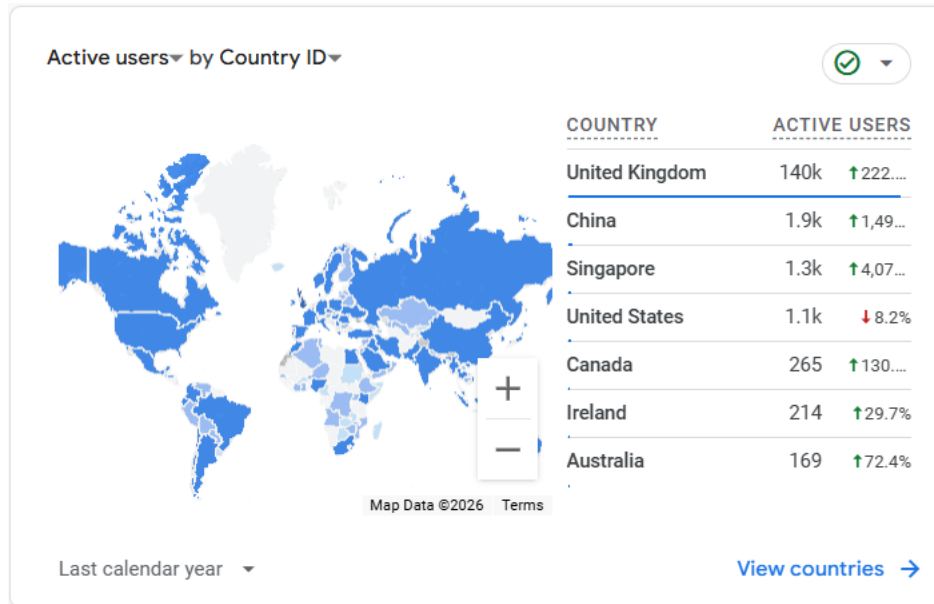 Active users by Country ID
COUNTRY ACTIVE USERS
United Kingdom 140k ↑222....
China 1.9k ↑1,49...
Singapore 1.3k ↑4,07...
United States 1.1k ↓8.2%
Canada 265 ↑130....
Ireland 214 ↑29.7%
Australia 169 ↑72.4%
+
−
Map Data ©2026 Terms
Last calendar year View countries →